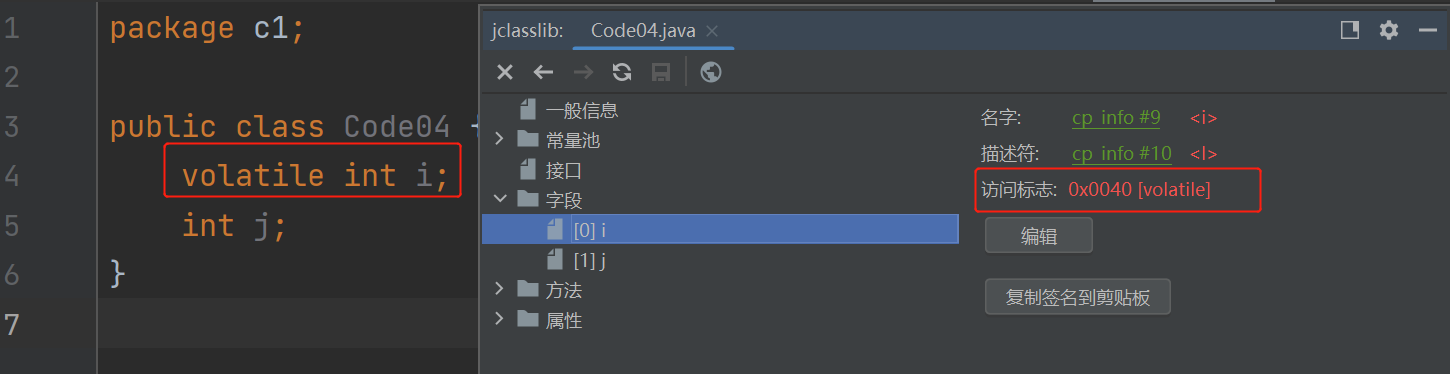 1 package c1;
2
3 public class Code04 {
4 volatile int i;
5 int j;
6 }
7
jclasslib: Code04.java
一般信息
常量池
接口
字段
[0] i
[1] j
方法
属性
名字: cp_info #9 <i>
描述符: cp_info #10 <I>
访问标志: 0x0040 [volatile]
编辑
复制签名到剪贴板